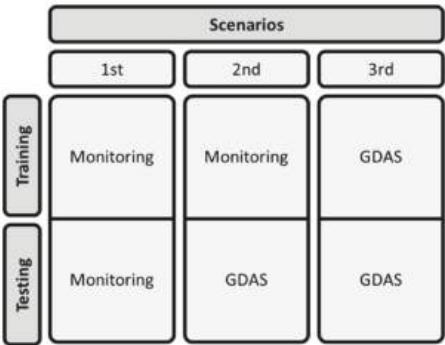 Scenarios
1st 2nd 3rd
Training
Monitoring Monitoring GDAS
Testing
Monitoring GDAS GDAS